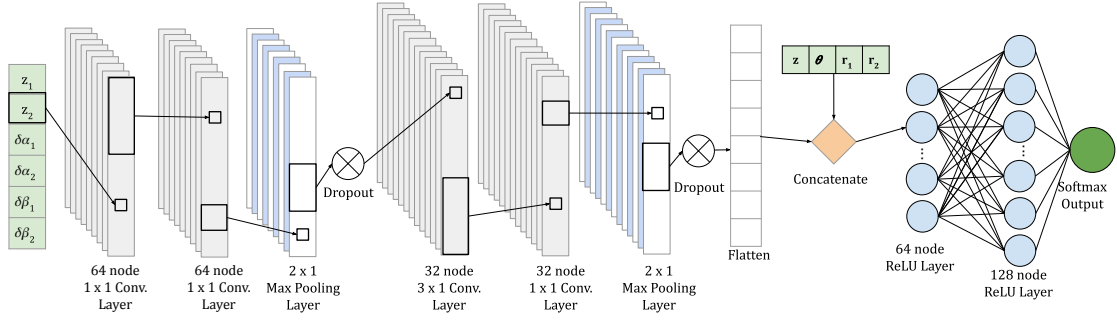 z₁
z₂
δα₁
δα₂
δβ₁
δβ₂
64 node
1 x 1 Conv.
Layer
64 node
1 x 1 Conv.
Layer
2 x 1
Max Pooling
Layer
Dropout
32 node
3 x 1 Conv.
Layer
32 node
1 x 1 Conv.
Layer
2 x 1
Max Pooling
Layer
Dropout
Flatten
z θ r₁ r₂
Concatenate
64 node
ReLU Layer
128 node
ReLU Layer
Softmax
Output